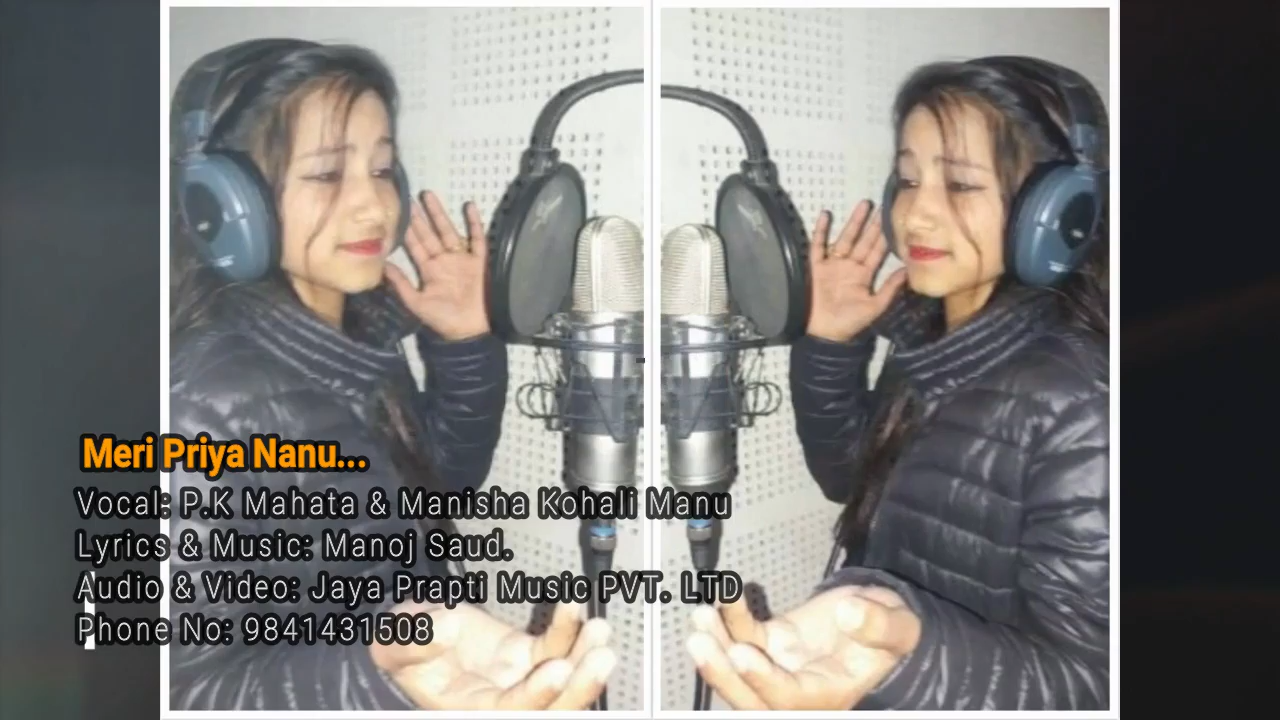 Meri Priya Nanu...
Vocal: P.K Mahata & Manisha Kohali Manu
Lyrics & Music: Manoj Saud.
Audio & Video: Jaya Prapti Music PVT. LTD
Phone No: 9841431508